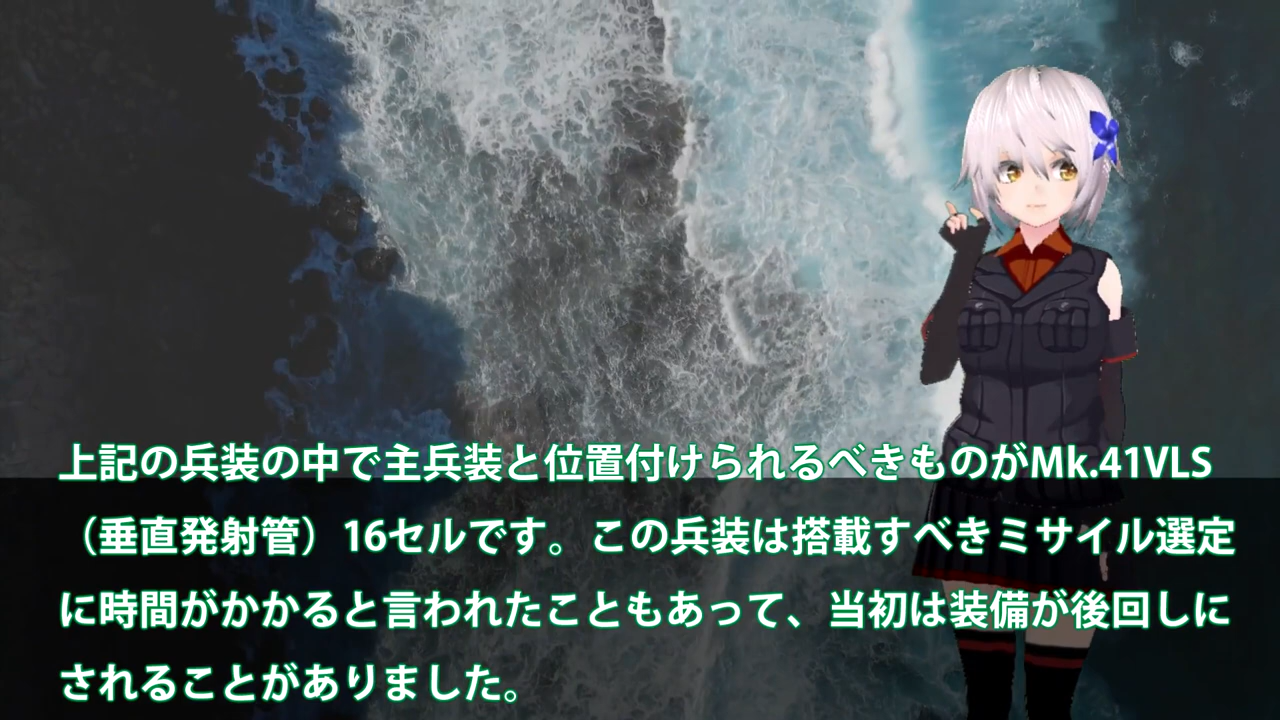 上記の兵装の中で主兵装と位置付けられるべきものがMk.41VLS
（垂直発射管）16セルです。この兵装は搭載すべきミサイル選定
に時間がかかると言われたこともあって、当初は装備が後回しに
されることがありました。